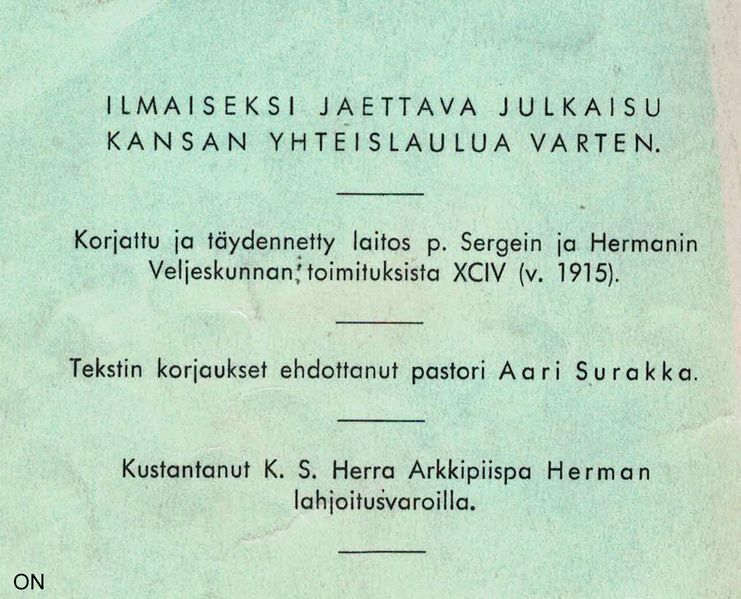 ILMAISEKSI JAETTAVA JULKAISU
KANSAN YHTEISLAULUA VARTEN.
Korjattu ja täydennetty laitos p. Sergein ja Hermanin
Veljeskunnan toimituksista XCIV (v. 1915).
Tekstin korjaukset ehdottanut pastori Aari Surakka.
Kustantanut K. S. Herra Arkkipiispa Herman
lahjoitusvaroilla.
ON